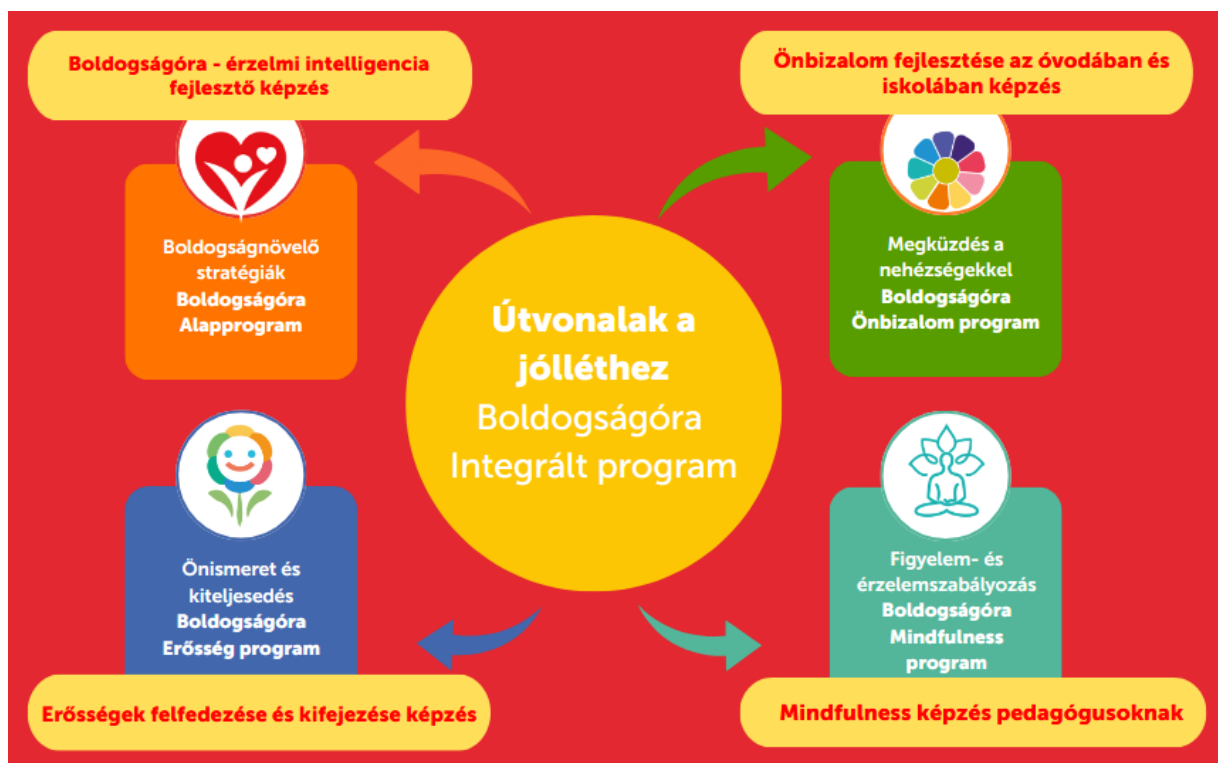 Boldogságóra - érzelmi intelligencia
fejlesztő képzés
Önbizalom fejlesztése az óvodában és
iskolában képzés
Boldogságnövelő
stratégiák
Boldogságóra
Alapprogram
Megküzdés a
nehézségekkel
Boldogságóra
Önbizalom program
Útvonalak a
jólléthez
Boldogságóra
Integrált program
Önismeret és
kiteljesedés
Boldogságóra
Erősség program
Figyelem- és
érzelemszabályozás
Boldogságóra
Mindfulness
program
Erősségek felfedezése és kifejezése képzés
Mindfulness képzés pedagógusoknak